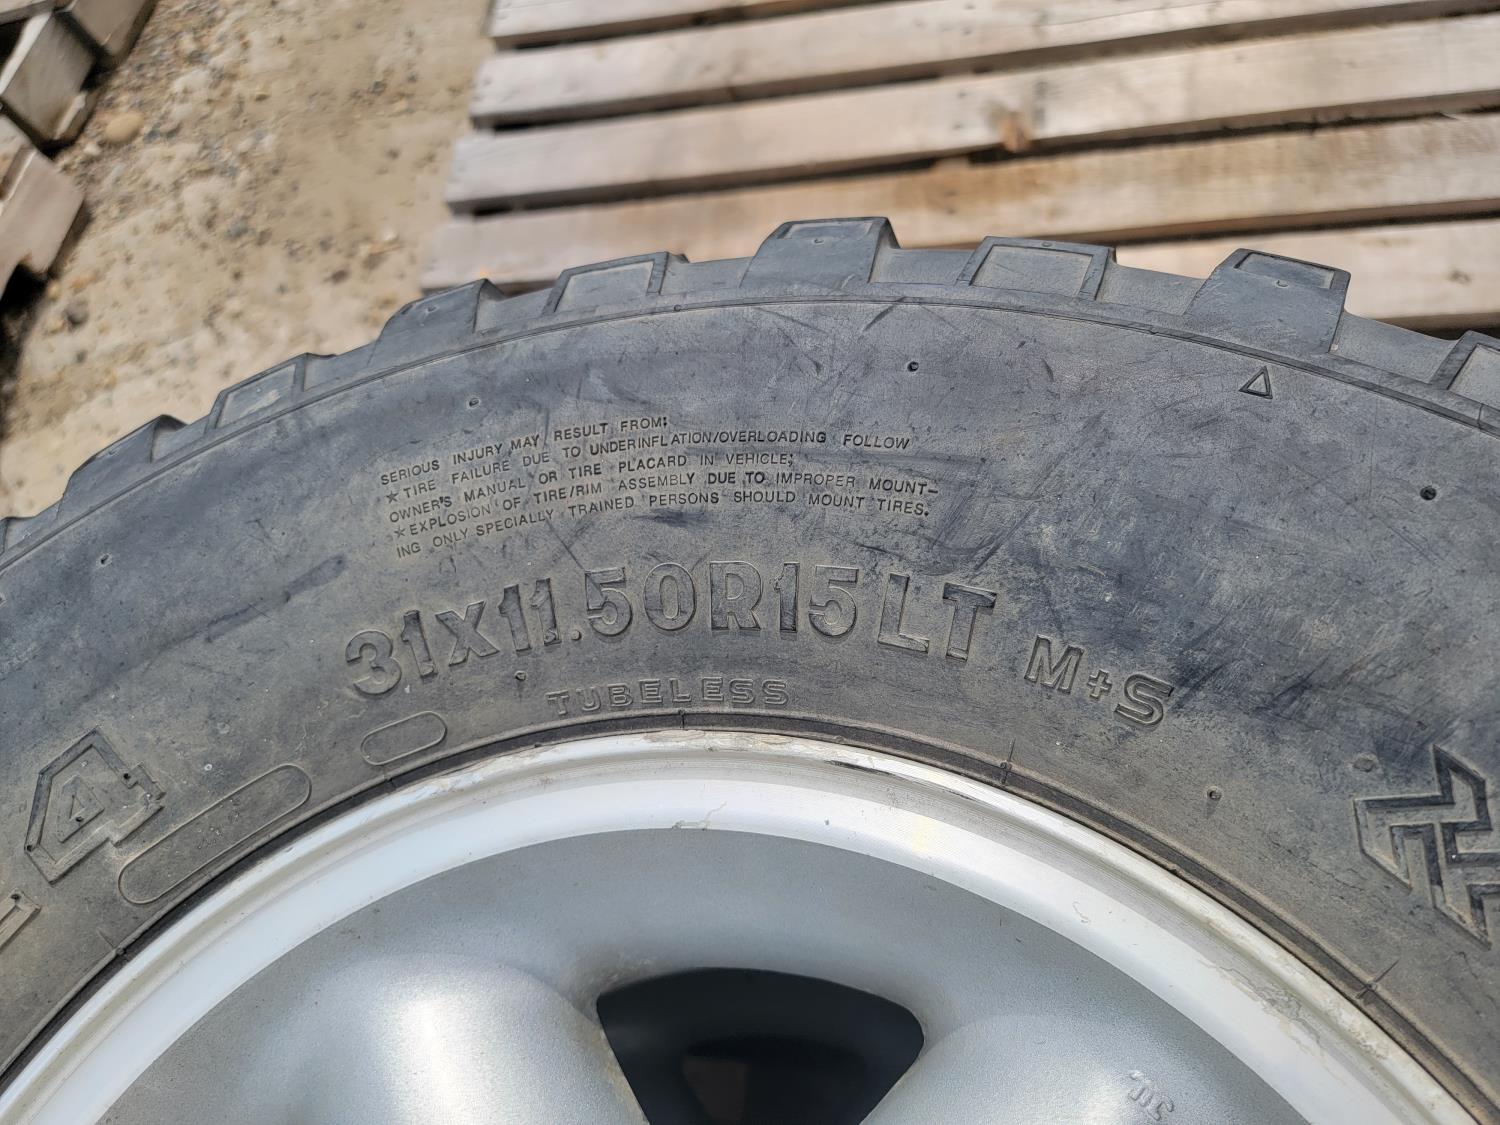 SERIOUS INJURY MAY RESULT FROM:
★ TIRE FAILURE DUE TO UNDERINFLATION/OVERLOADING FOLLOW
OWNER'S MANUAL OR TIRE PLACARD IN VEHICLE;
★ EXPLOSION OF TIRE/RIM ASSEMBLY DUE TO IMPROPER MOUNT-
ING ONLY SPECIALLY TRAINED PERSONS SHOULD MOUNT TIRES.
31x11.50R15LT M+S
TUBELESS
4